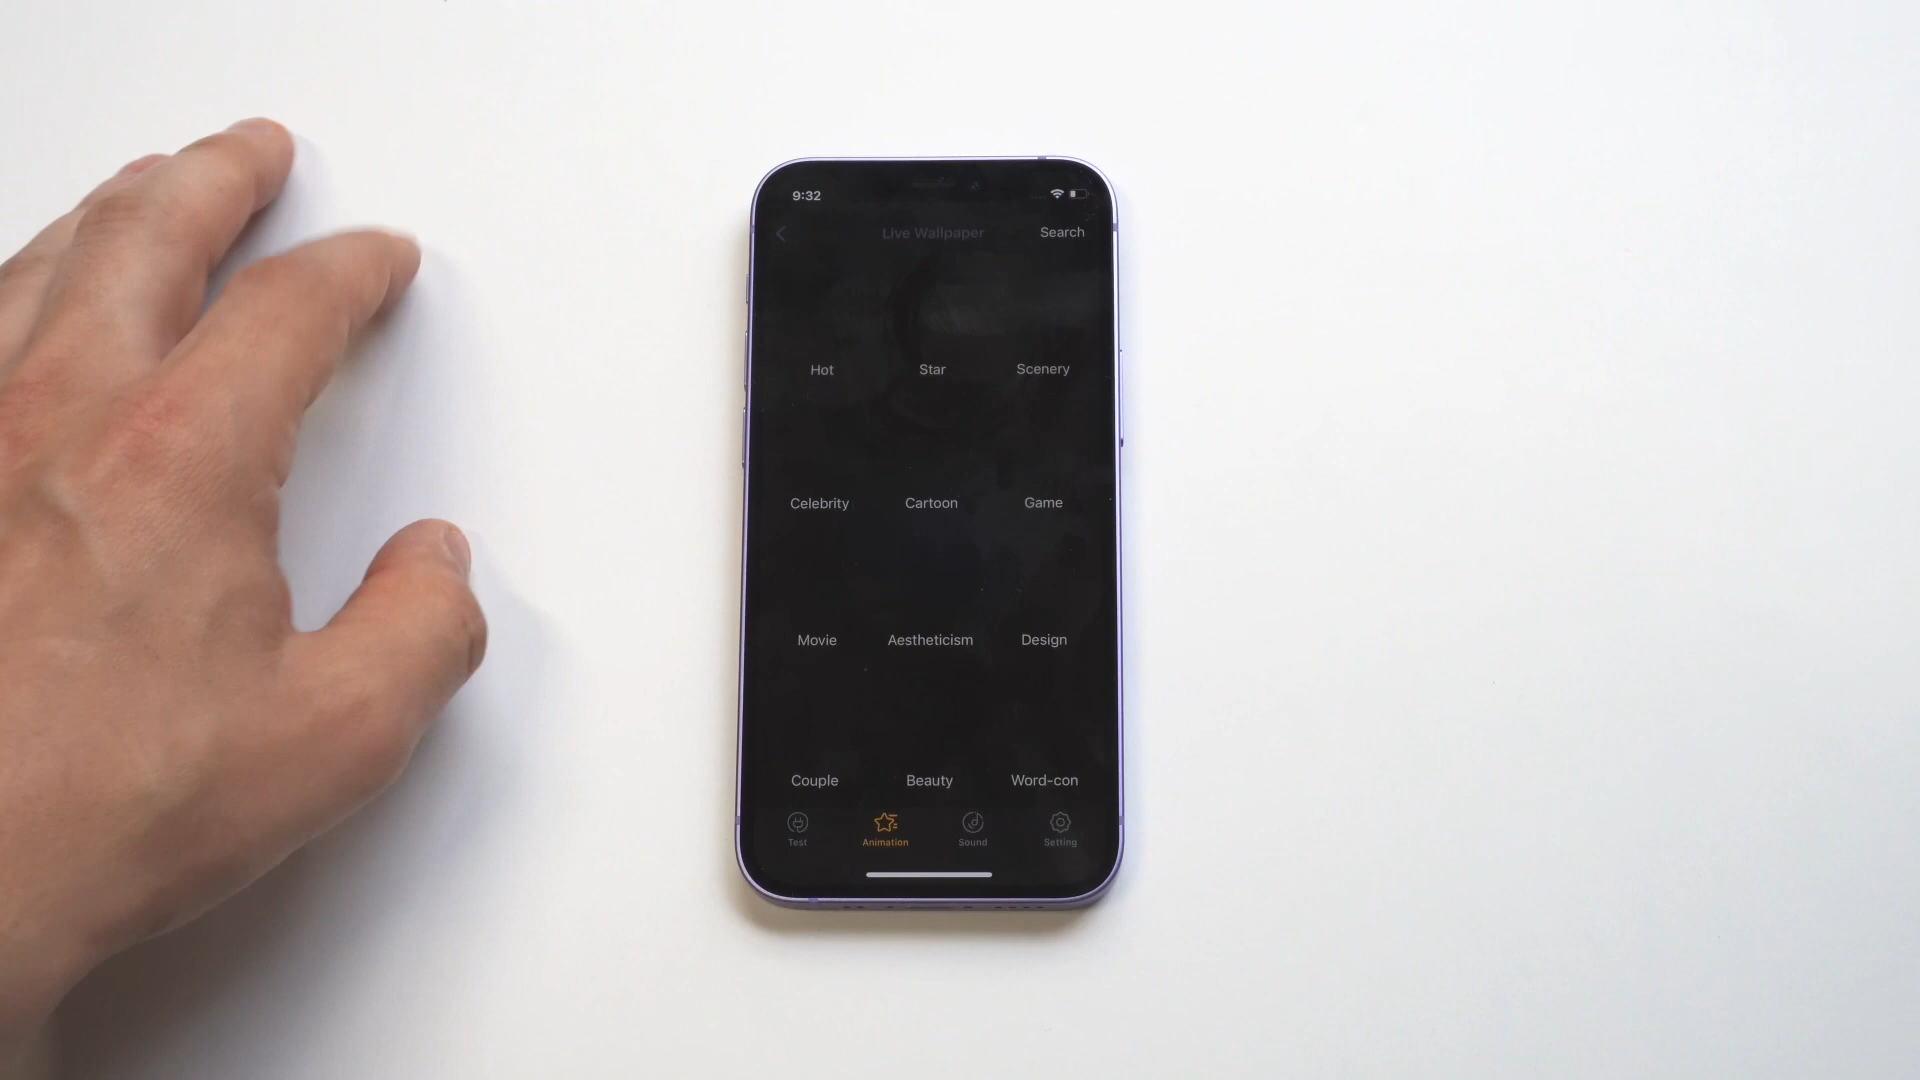 9:32
Live Wallpaper Search
Hot Star Scenery
Celebrity Cartoon Game
Movie Aestheticism Design
Couple Beauty Word-con
Test Animation Sound Setting